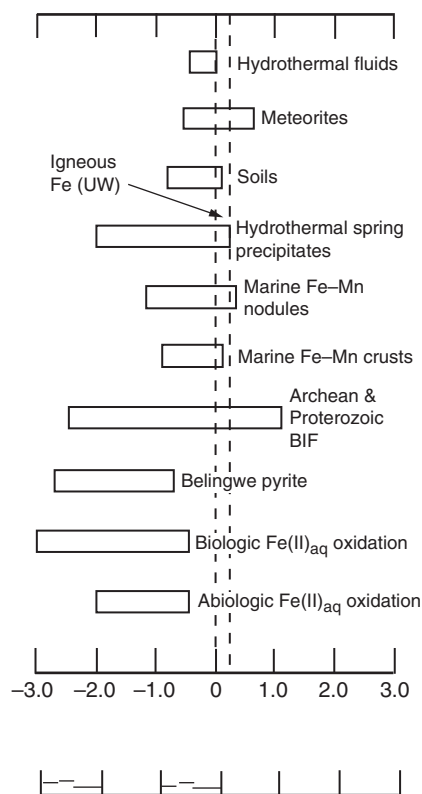 Hydrothermal fluids
Meteorites
Igneous
Fe (UW)
Soils
Hydrothermal spring
precipitates
Marine Fe–Mn
nodules
Marine Fe–Mn crusts
Archean &
Proterozoic
BIF
Belingwe pyrite
Biologic Fe(II)aq oxidation
Abiologic Fe(II)aq oxidation
–3.0 –2.0 –1.0 0 1.0 2.0 3.0